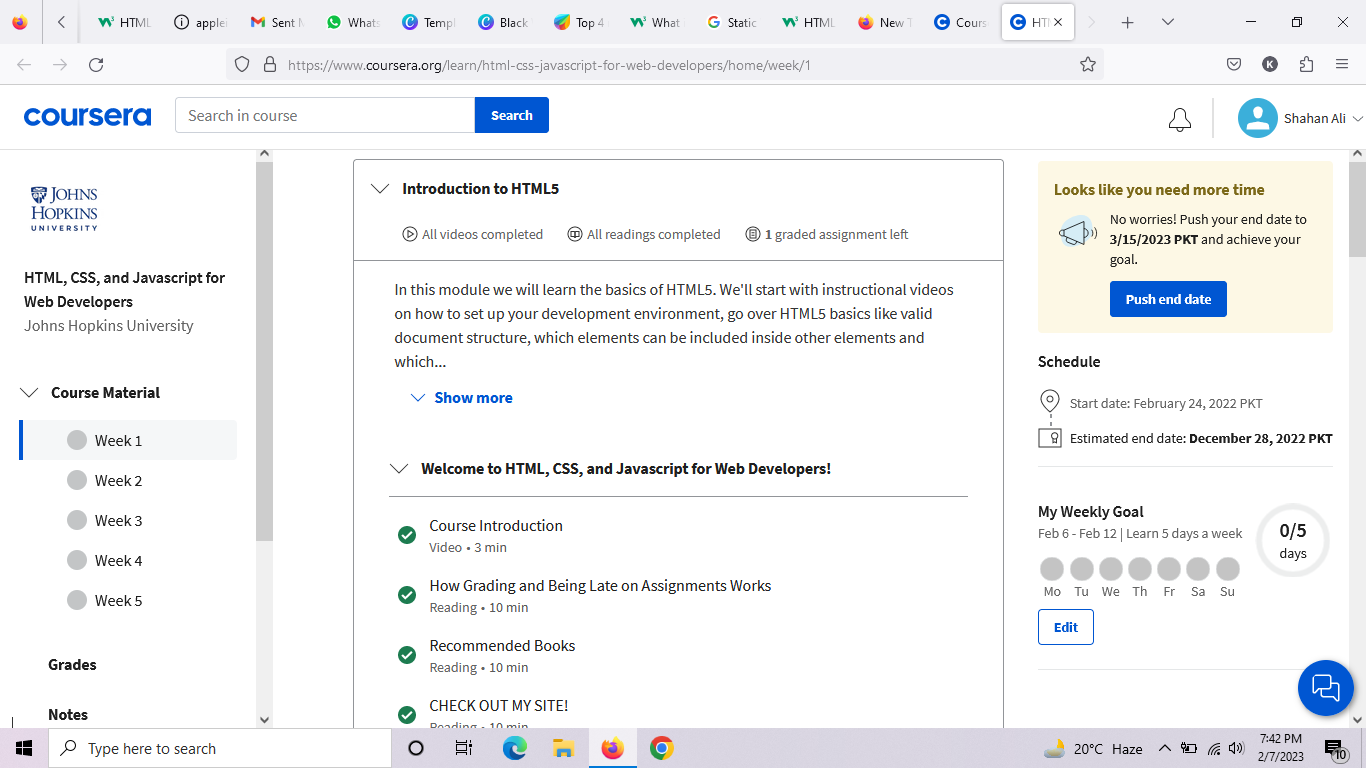 HTML
applei
Sent M
Whats
Templ
Black
Top 4
What
Static
HTML
New T
Cours
HTI
https://www.coursera.org/learn/html-css-javascript-for-web-developers/home/week/1
K
coursera
Search in course
Search
Shahan Ali
JOHNS
HOPKINS
UNIVERSITY
HTML, CSS, and Javascript for
Web Developers
Johns Hopkins University
Course Material
Week 1
Week 2
Week 3
Week 4
Week 5
Grades
Notes
Introduction to HTML5
All videos completed
All readings completed
1 graded assignment left
In this module we will learn the basics of HTML5. We'll start with instructional videos
on how to set up your development environment, go over HTML5 basics like valid
document structure, which elements can be included inside other elements and
which...
Show more
Welcome to HTML, CSS, and Javascript for Web Developers!
Course Introduction
Video • 3 min
How Grading and Being Late on Assignments Works
Reading • 10 min
Recommended Books
Reading • 10 min
CHECK OUT MY SITE!
Reading • 10 min
Looks like you need more time
No worries! Push your end date to
3/15/2023 PKT and achieve your
goal.
Push end date
Schedule
Start date: February 24, 2022 PKT
Estimated end date: December 28, 2022 PKT
My Weekly Goal
Feb 6 - Feb 12 | Learn 5 days a week
0/5
days
Mo Tu We Th Fr Sa Su
Edit
Type here to search
20°C Haze
7:42 PM
2/7/2023
10